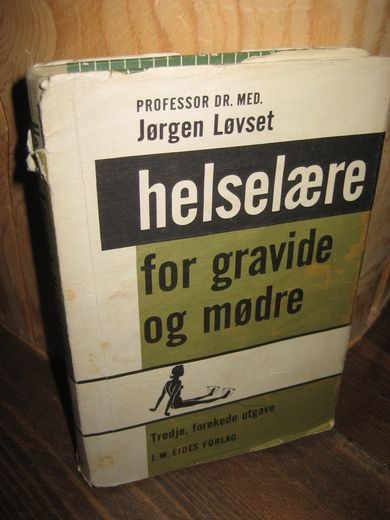 PROFESSOR DR. MED.
Jørgen Løvset
helselære
for gravide
og mødre
Tredje, forøkede utgave
J. W. EIDES FORLAG